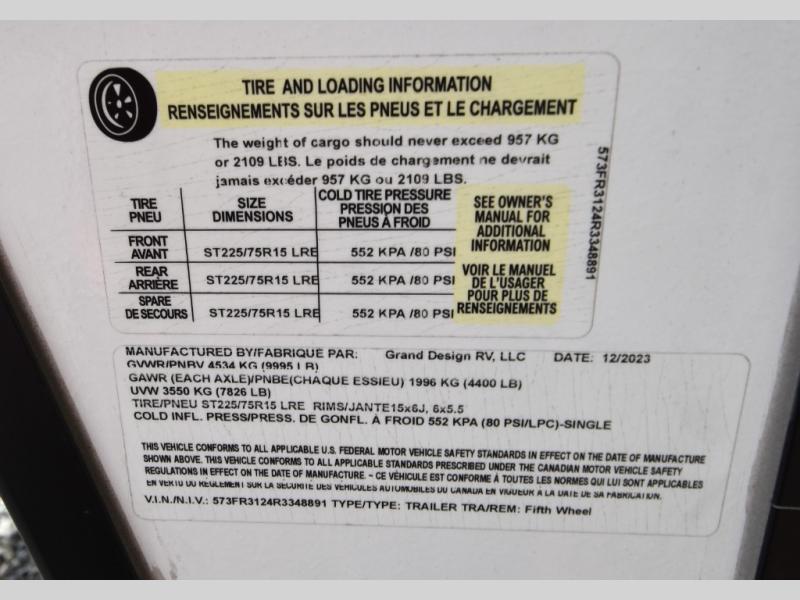 TIRE AND LOADING INFORMATION
RENSEIGNEMENTS SUR LES PNEUS ET LE CHARGEMENT
The weight of cargo should never exceed 957 KG
or 2109 LBS. Le poids de chargement ne devrait
jamais excéder 957 KG ou 2109 LBS.
TIRE
PNEU
SIZE
DIMENSIONS
COLD TIRE PRESSURE
PRESSION DES
PNEUS À FROID
FRONT
AVANT
ST225/75R15 LRE
552 KPA /80 PSI
REAR
ARRIÈRE
ST225/75R15 LRE
552 KPA /80 PSI
SPARE
DE SECOURS
ST225/75R15 LRE
552 KPA /80 PSI
SEE OWNER'S
MANUAL FOR
ADDITIONAL
INFORMATION
VOIR LE MANUEL
DE L'USAGER
POUR PLUS DE
RENSEIGNEMENTS
573FR3124R3348891
MANUFACTURED BY/FABRIQUE PAR: Grand Design RV, LLC DATE: 12/2023
GVWR/PNBV 4534 KG (9995 LB)
GAWR (EACH AXLE)/PNBE(CHAQUE ESSIEU) 1996 KG (4400 LB)
UVW 3550 KG (7826 LB)
TIRE/PNEU ST225/75R15 LRE RIMS/JANTE15x6J, 6x5.5
COLD INFL. PRESS/PRESS. DE GONFL. À FROID 552 KPA (80 PSI/LPC)-SINGLE
THIS VEHICLE CONFORMS TO ALL APPLICABLE U.S. FEDERAL MOTOR VEHICLE SAFETY STANDARDS IN EFFECT ON THE DATE OF MANUFACTURE
SHOWN ABOVE. THIS VEHICLE CONFORMS TO ALL APPLICABLE STANDARDS PRESCRIBED UNDER THE CANADIAN MOTOR VEHICLE SAFETY
REGULATIONS IN EFFECT ON THE DATE OF MANUFACTURE. ~ CE VÉHICULE EST CONFORME À TOUTES LES NORMES QUI LUI SONT APPLICABLES
EN VERTU DU RÈGLEMENT SUR LA SÉCURITÉ DES VÉHICULES AUTOMOBILES DU CANADA EN VIGUEUR À LA DATE DE SA FABRICATION.
V.I.N./N.I.V.: 573FR3124R3348891 TYPE/TYPE: TRAILER TRA/REM: Fifth Wheel